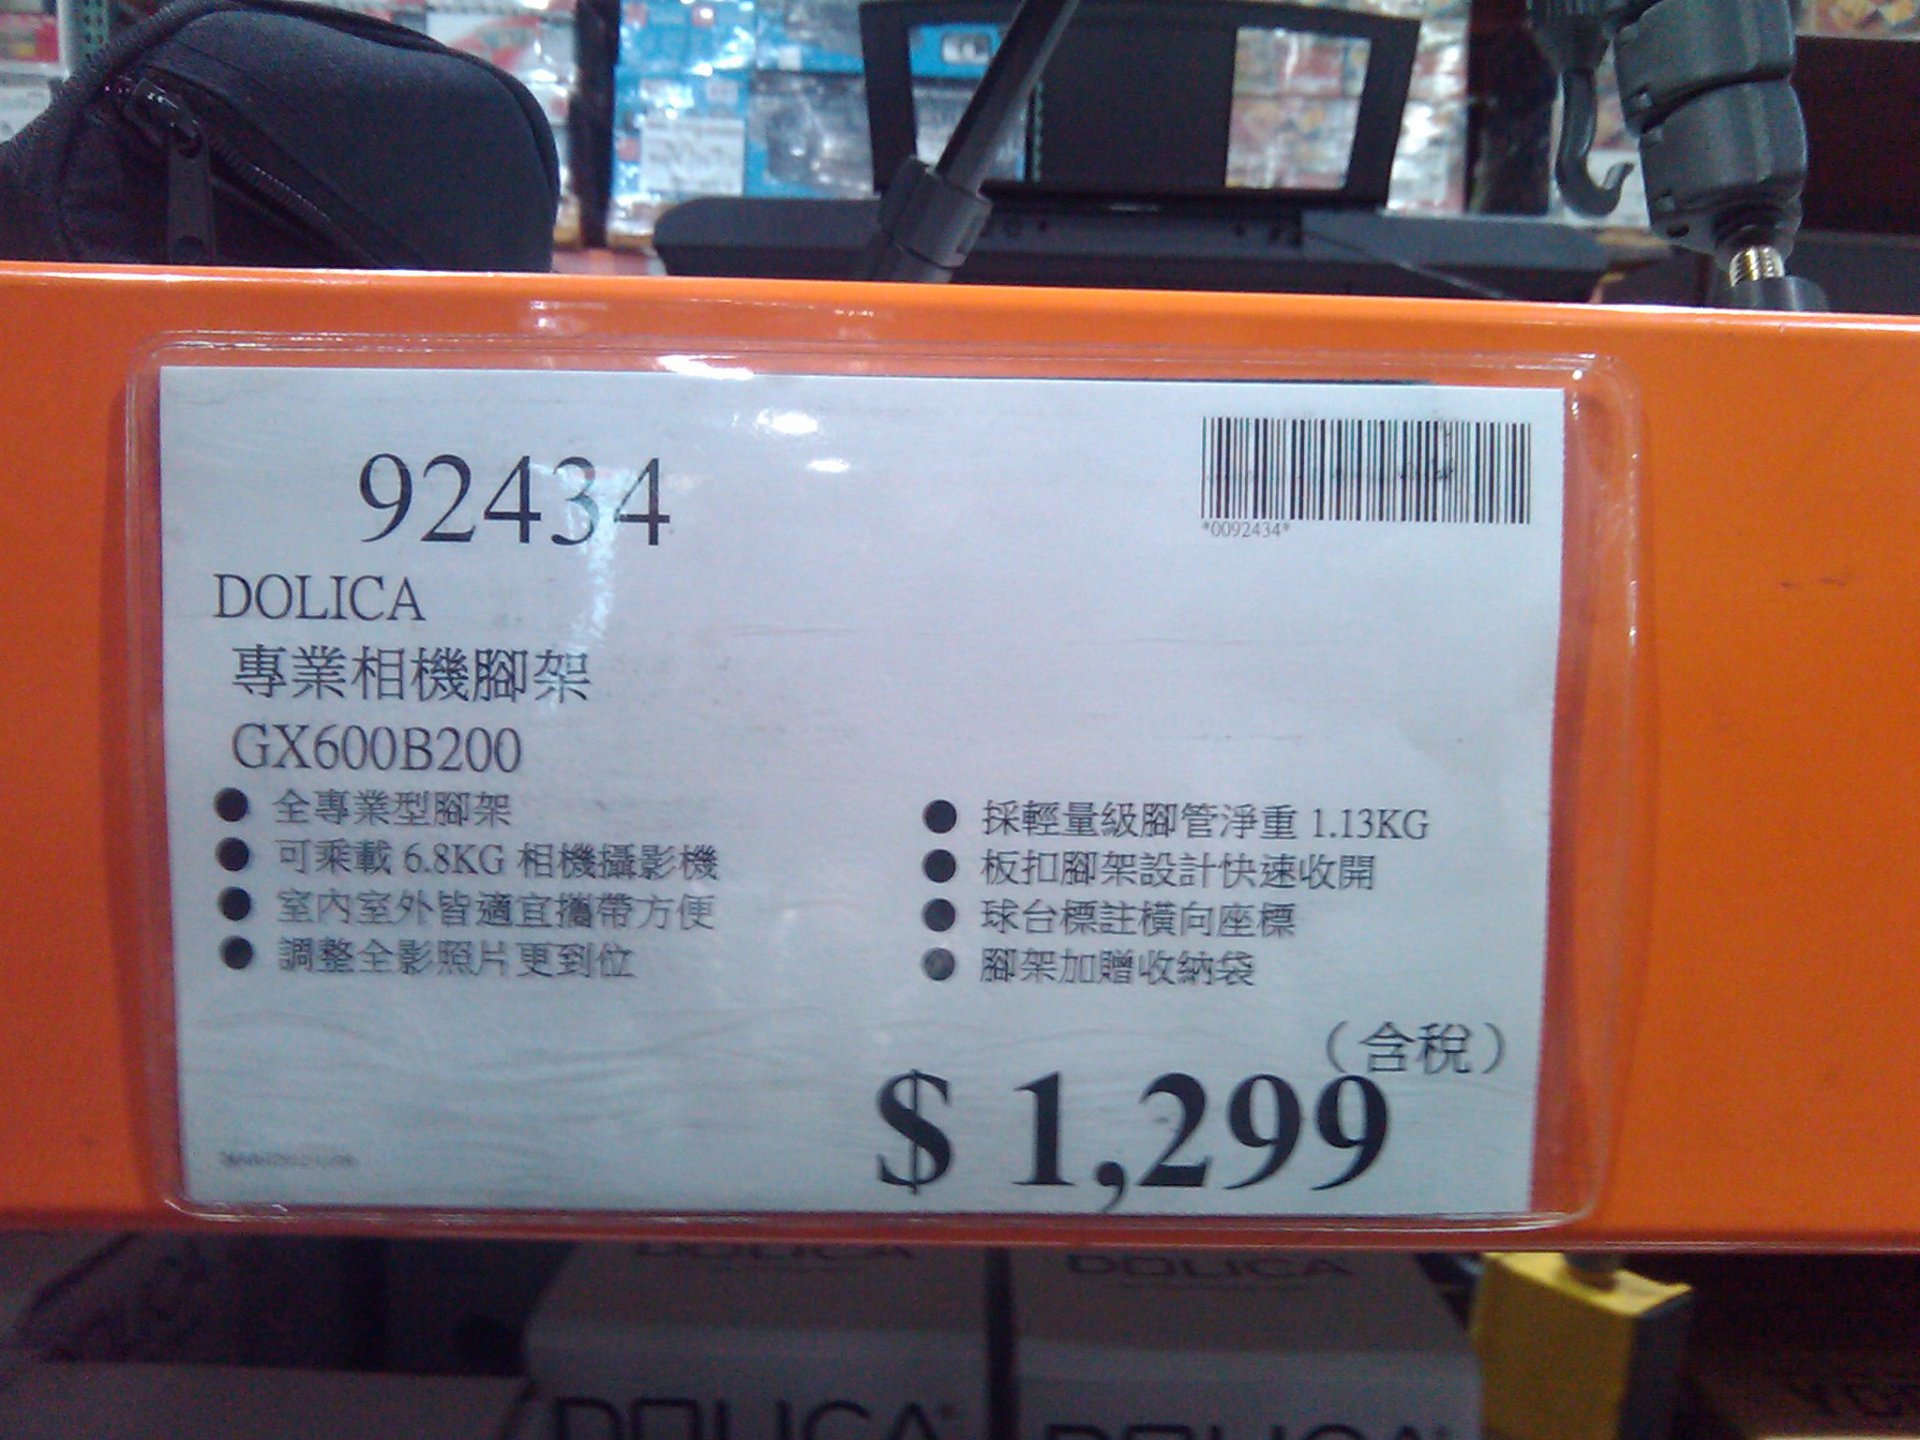 92434
*0092434*
DOLICA
專業相機腳架
GX600B200
● 全專業型腳架
● 可乘載 6.8KG 相機攝影機
● 室內室外皆適宜攜帶方便
● 調整全影照片更到位
● 採輕量級腳管淨重 1.13KG
● 板扣腳架設計快速收開
● 球台標註橫向座標
● 腳架加贈收納袋
（含稅）
$ 1,299
DOLICA
DOLICA
DOLICA
DOLICA